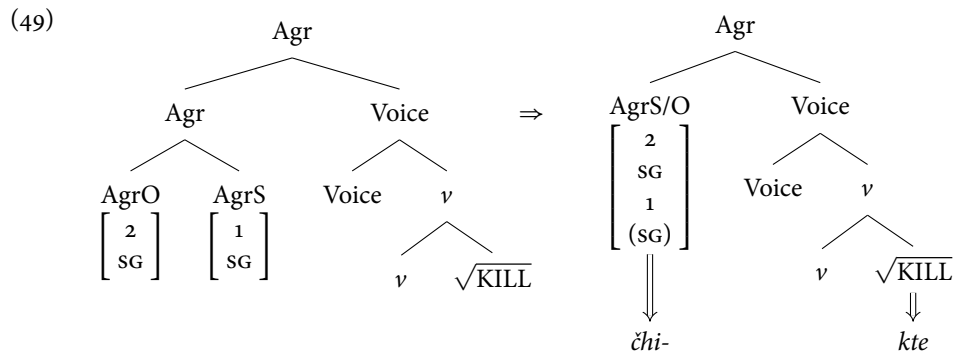 (49)
Agr Agr
Agr Voice ⇒ AgrS/O Voice
2
SG
1
(SG)
AgrO AgrS Voice v Voice v
2 1
SG SG
v √KILL v √KILL
čhi- kte